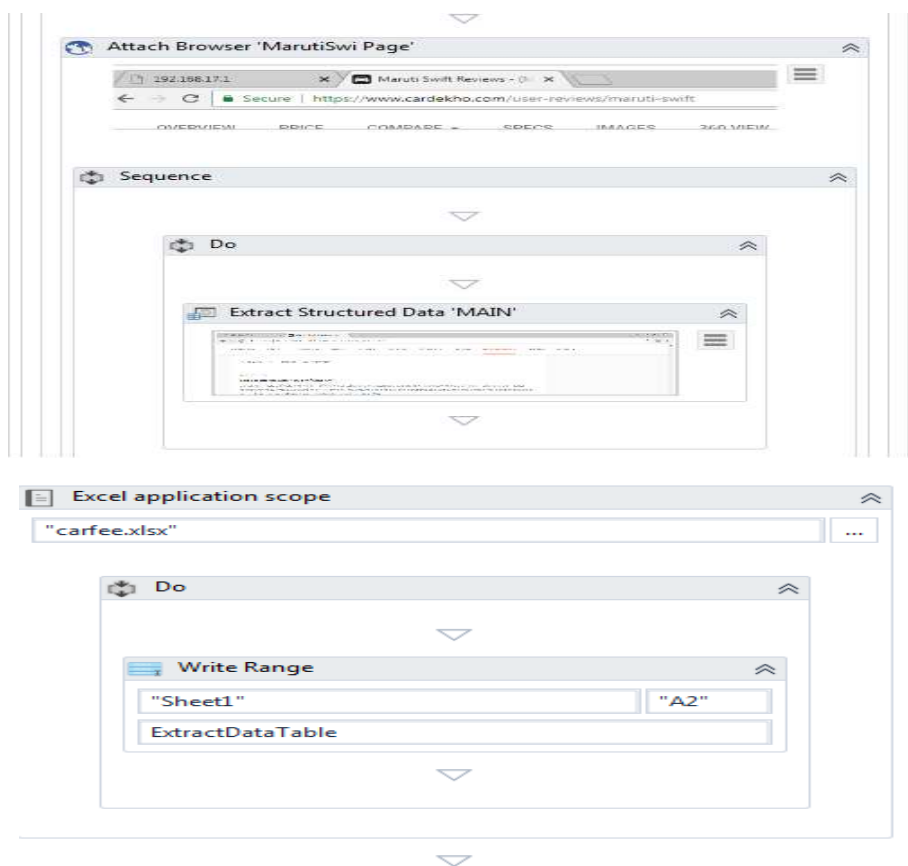 Attach Browser 'MarutiSwi Page'
192.168.17.1
Maruti Swift Reviews - (
Secure | https://www.cardekho.com/user-reviews/maruti-swift
OVERVIEW PRICE COMPARE SPECS IMAGES 360 VIEW
Sequence
Do
Extract Structured Data 'MAIN'
Excel application scope
"carfee.xlsx"
...
Do
Write Range
"Sheet1" "A2"
ExtractDataTable